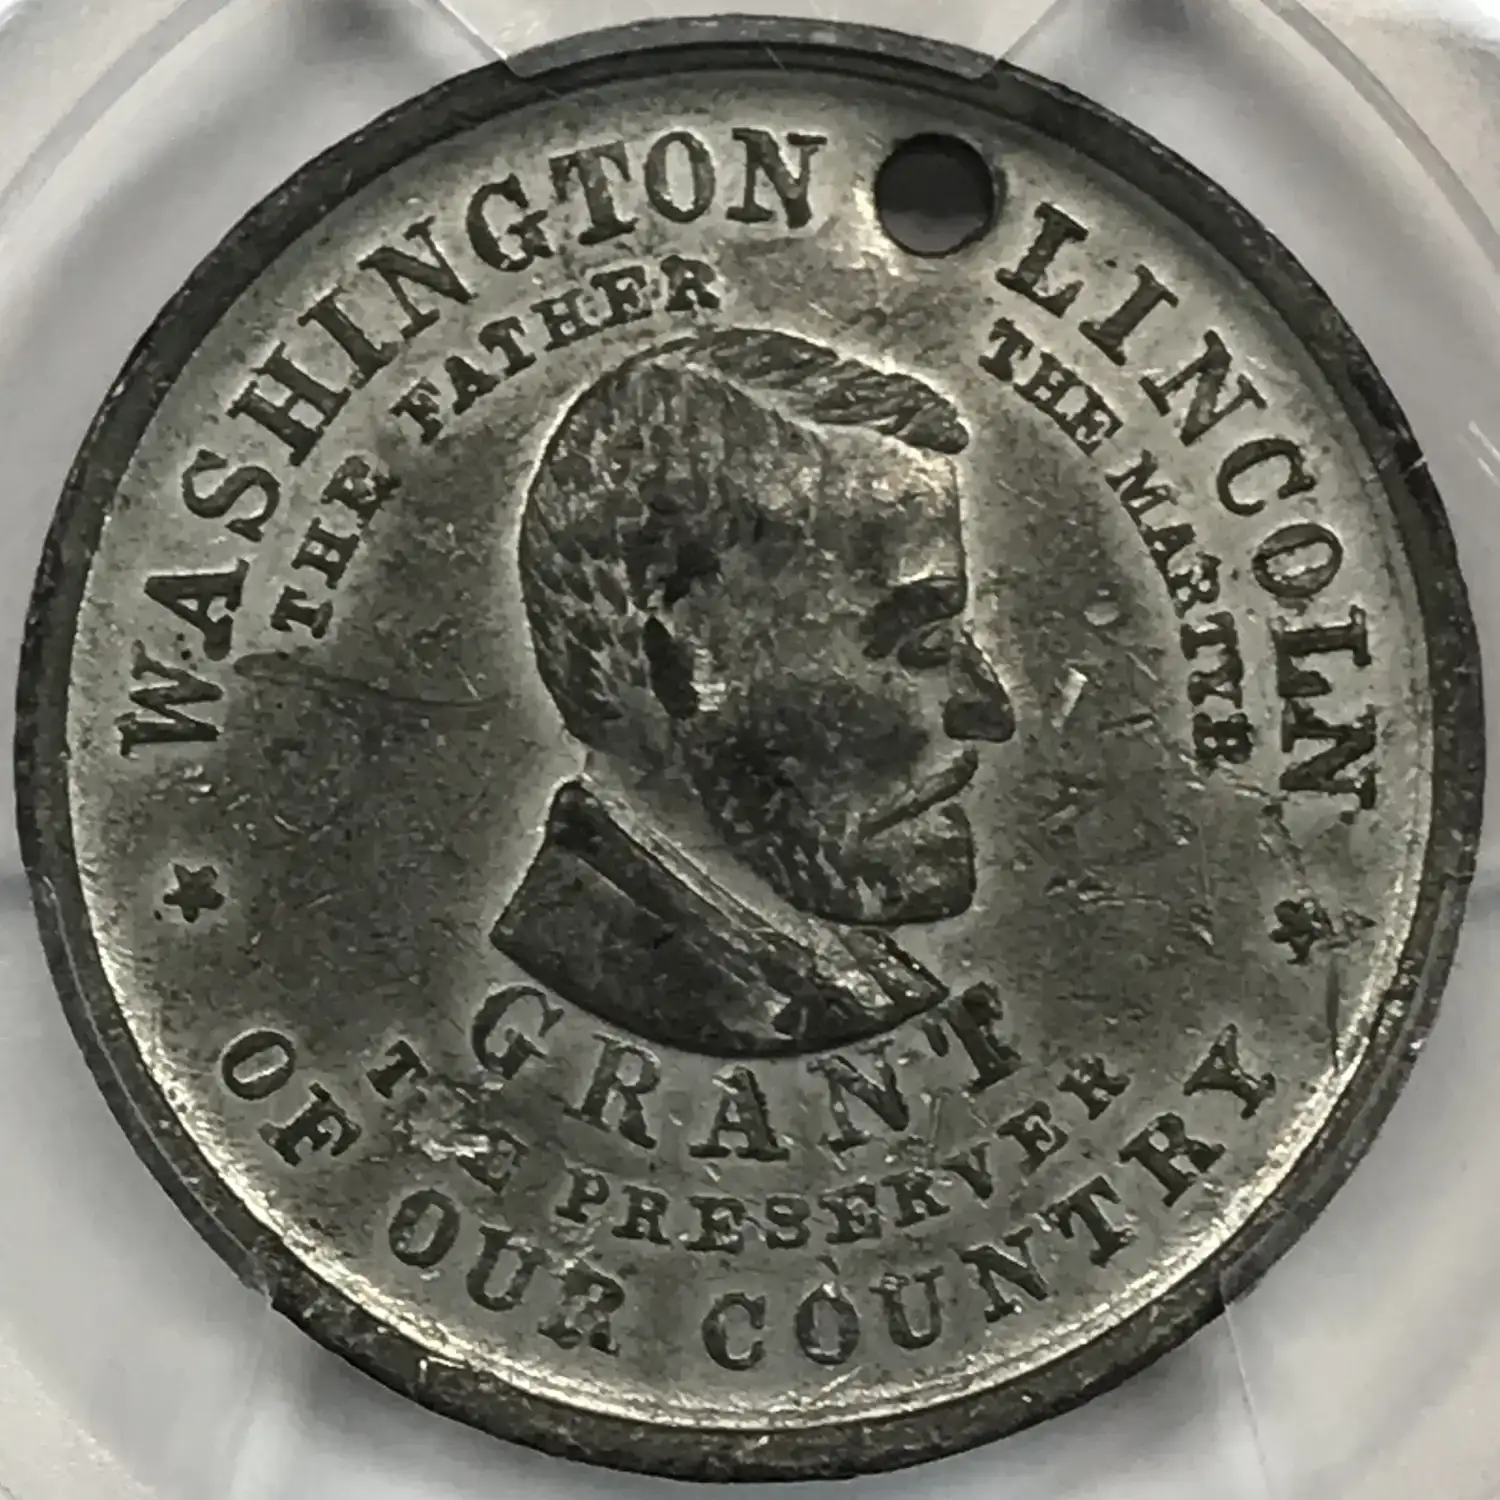 WASHINGTON
THE FATHER
LINCOLN
THE MARTYR
GRANT
THE PRESERVER
OF OUR COUNTRY